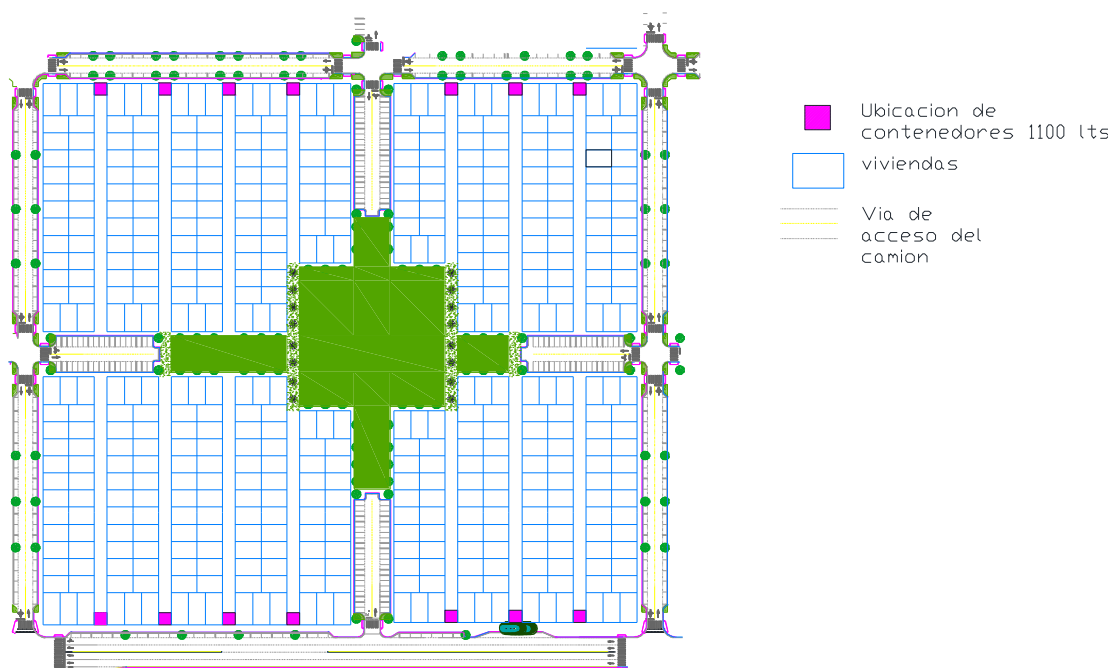 Ubicacion de
contenedores 1100 lts
viviendas
Via de
acceso del
camion